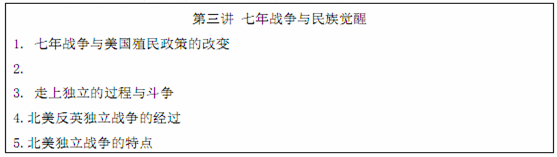 第三讲 七年战争与民族觉醒
1. 七年战争与美国殖民政策的改变
2.
3. 走上独立的过程与斗争
4.北美反英独立战争的经过
5.北美独立战争的特点